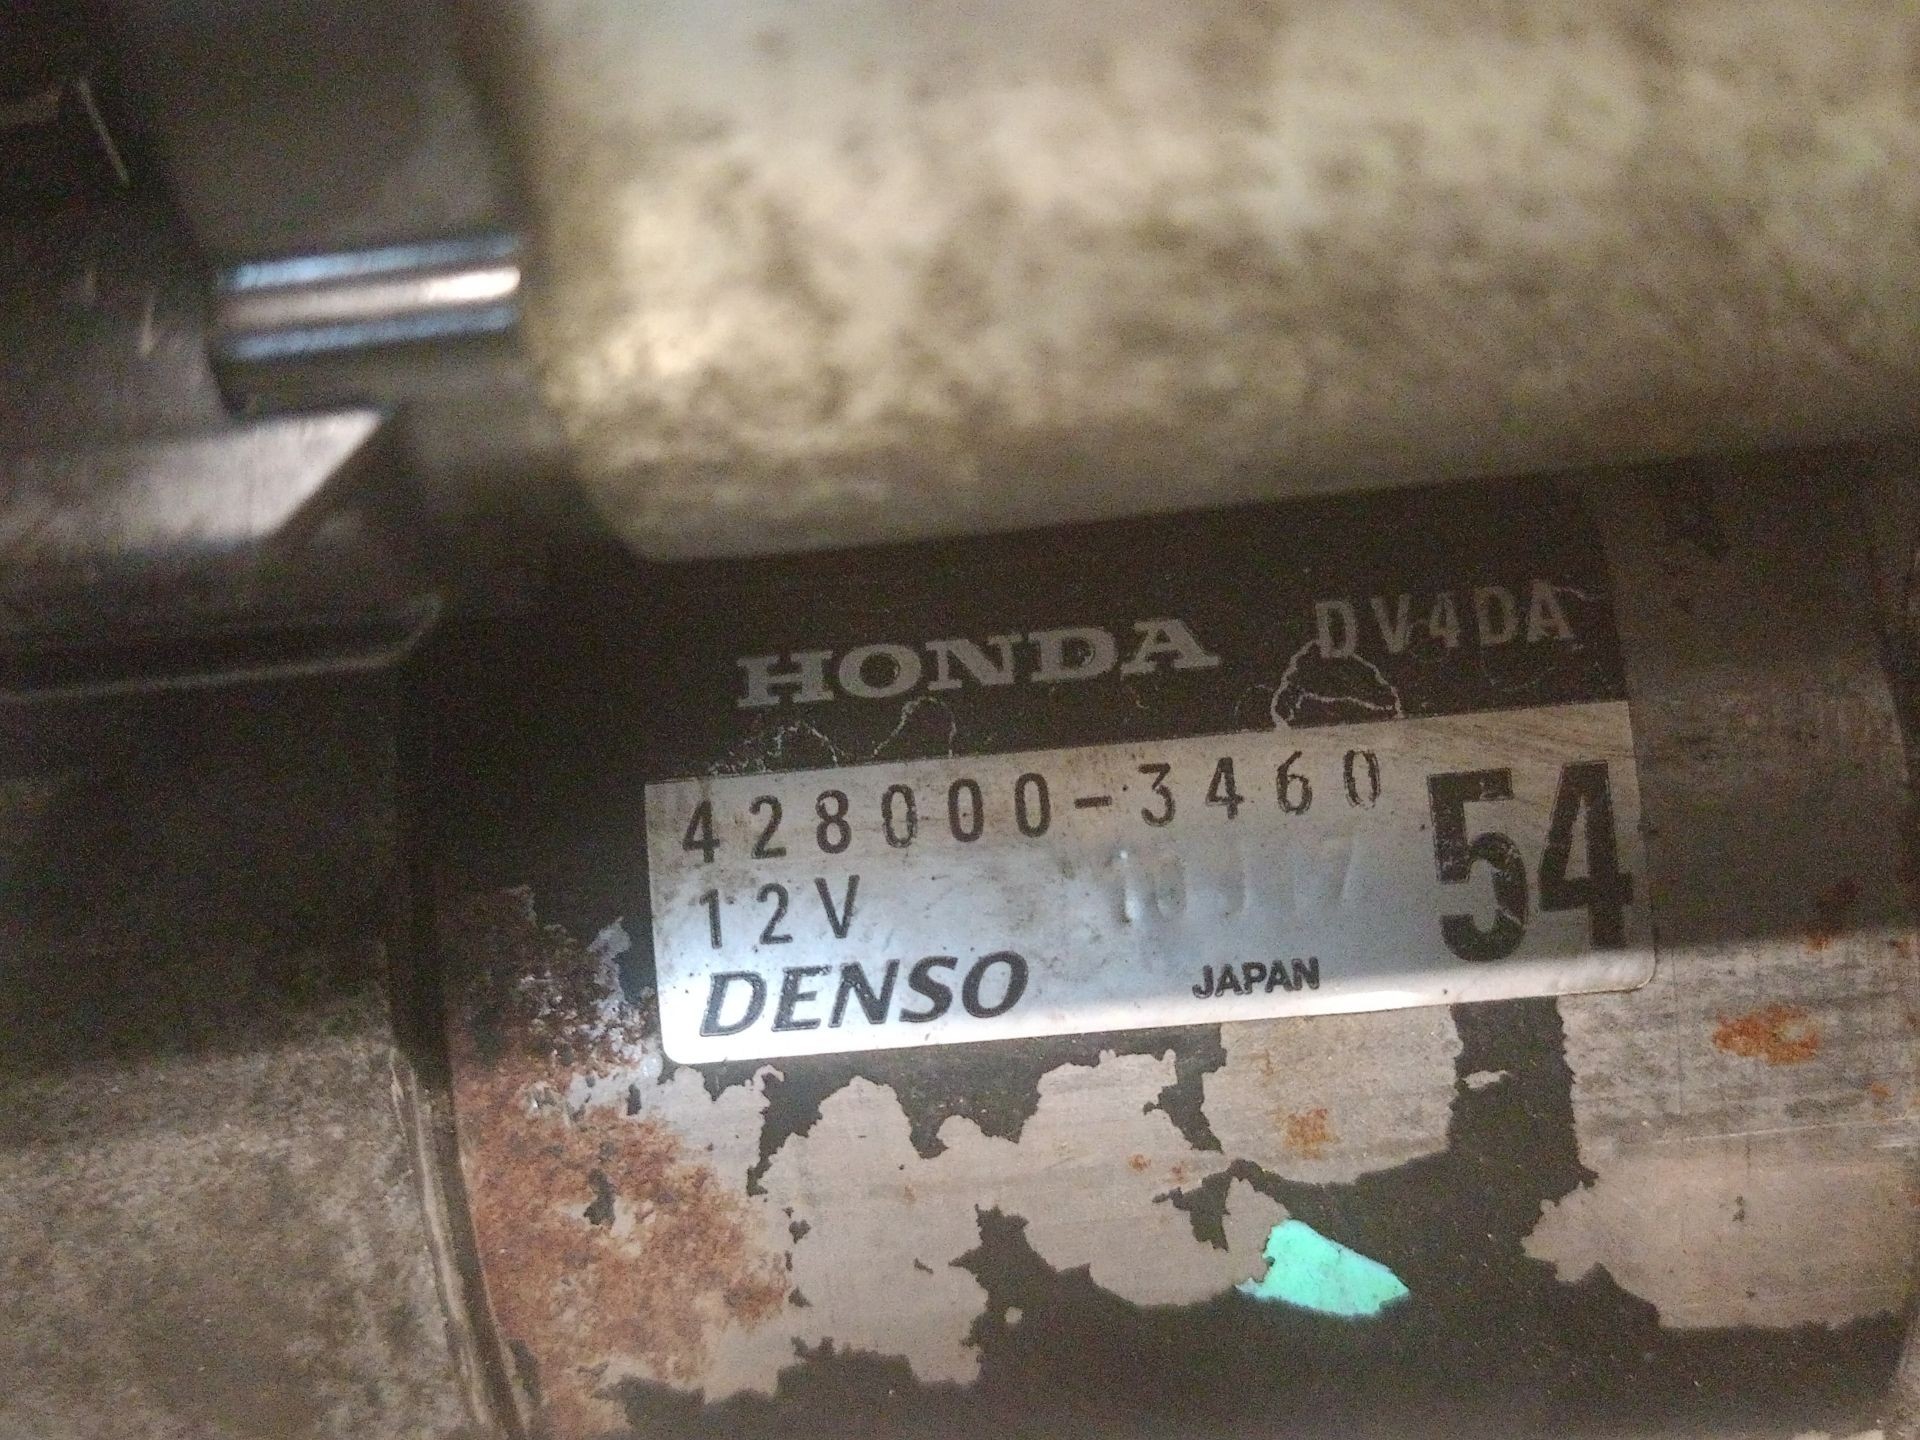 HONDA DV4DA
428000-3460 54
12V
DENSO JAPAN